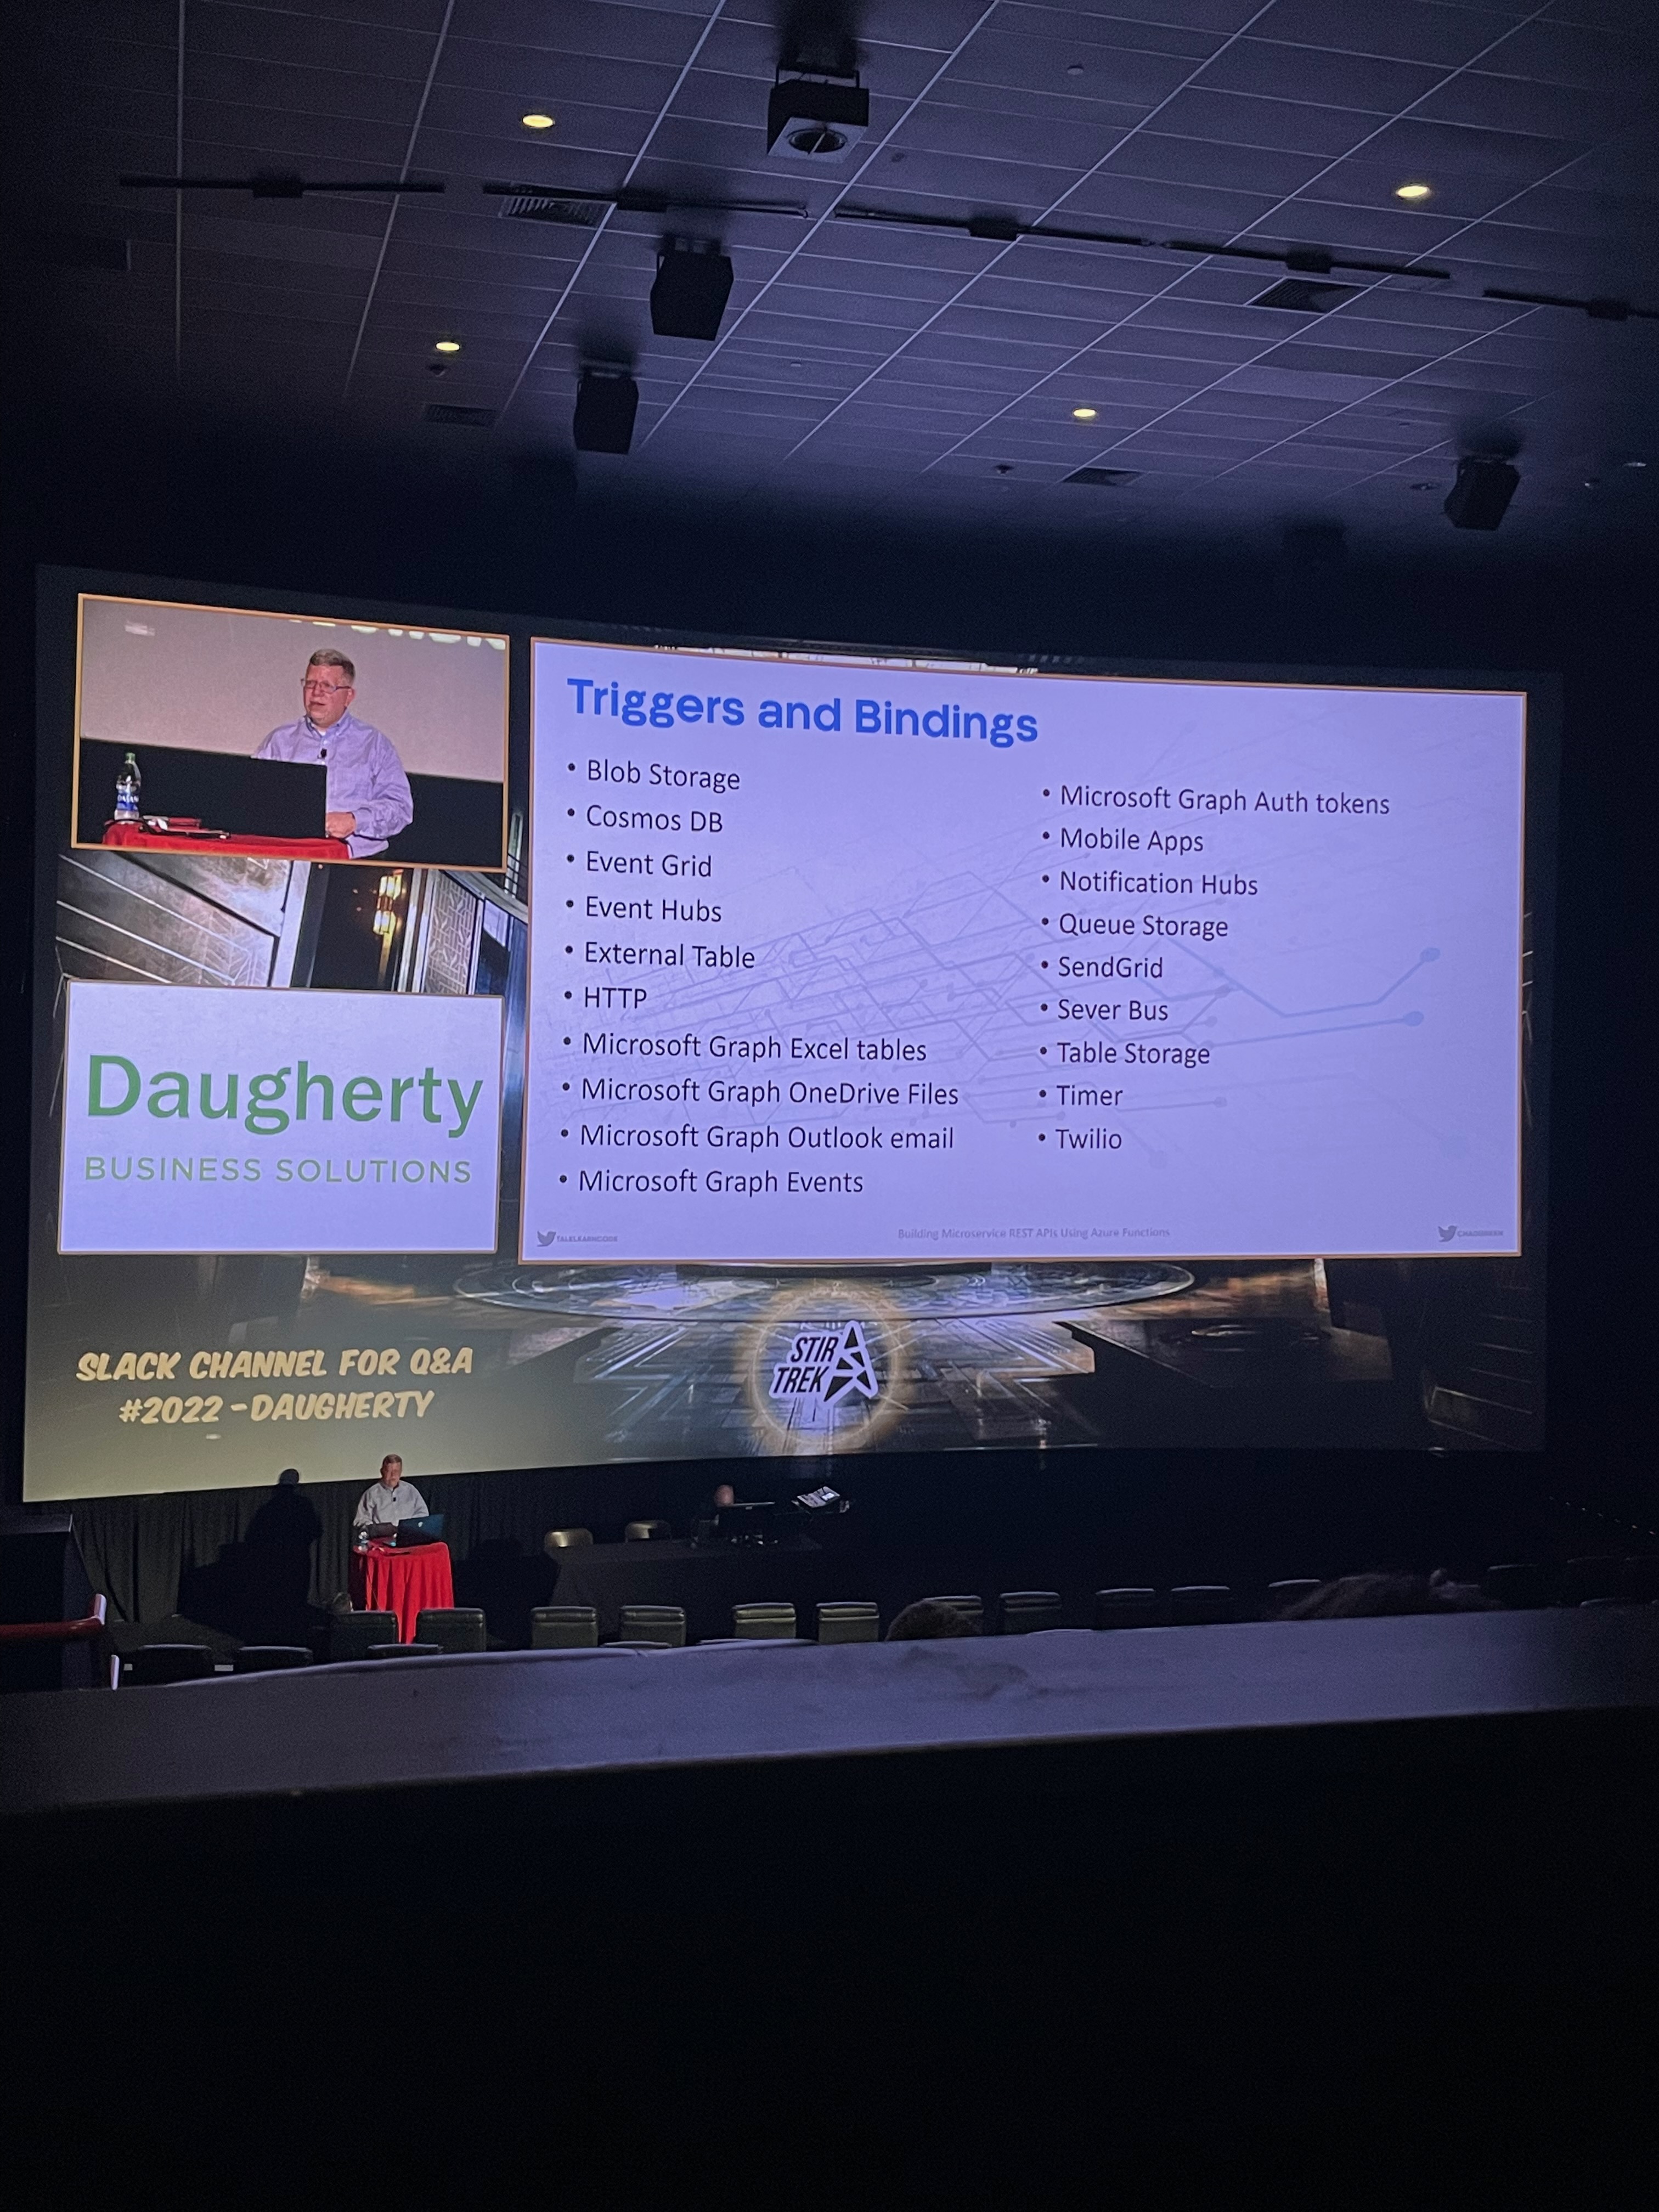 Triggers and Bindings
• Blob Storage
• Cosmos DB
• Event Grid
• Event Hubs
• External Table
• HTTP
• Microsoft Graph Excel tables
• Microsoft Graph OneDrive Files
• Microsoft Graph Outlook email
• Microsoft Graph Events
• Microsoft Graph Auth tokens
• Mobile Apps
• Notification Hubs
• Queue Storage
• SendGrid
• Sever Bus
• Table Storage
• Timer
• Twilio
TALELEARNCODE
Building Microservice REST APIs Using Azure Functions
Daugherty
BUSINESS SOLUTIONS
SLACK CHANNEL FOR Q&A
#2022-DAUGHERTY
STIR
TREK